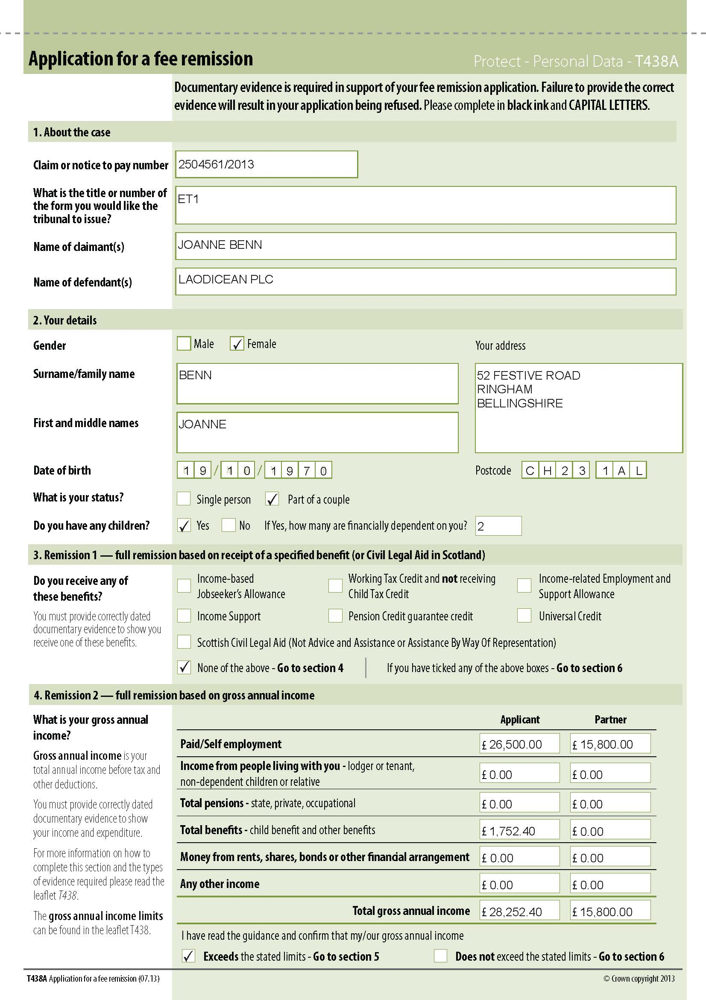 Application for a fee remission
Protect - Personal Data - T438A
Documentary evidence is required in support of your fee remission application. Failure to provide the correct
evidence will result in your application being refused. Please complete in black ink and CAPITAL LETTERS.
1. About the case
Claim or notice to pay number
2504561/2013
What is the title or number of
the form you would like the
tribunal to issue?
ET1
Name of claimant(s)
JOANNE BENN
Name of defendant(s)
LAODICEAN PLC
2. Your details
Gender
Male ✓ Female
Your address
Surname/family name
BENN
52 FESTIVE ROAD
RINGHAM
BELLINGSHIRE
First and middle names
JOANNE
Date of birth
1 9 / 1 0 / 1 9 7 0
Postcode C H 2 3 1 A L
What is your status?
Single person ✓ Part of a couple
Do you have any children?
✓ Yes No If Yes, how many are financially dependent on you? 2
3. Remission 1 — full remission based on receipt of a specified benefit (or Civil Legal Aid in Scotland)
Do you receive any of
these benefits?
You must provide correctly dated
documentary evidence to show you
receive one of these benefits.
Income-based
Jobseeker's Allowance
Working Tax Credit and not receiving
Child Tax Credit
Income-related Employment and
Support Allowance
Income Support
Pension Credit guarantee credit
Universal Credit
Scottish Civil Legal Aid (Not Advice and Assistance or Assistance By Way Of Representation)
✓ None of the above - Go to section 4
If you have ticked any of the above boxes - Go to section 6
4. Remission 2 — full remission based on gross annual income
What is your gross annual
income?
Gross annual income is your
total annual income before tax and
other deductions.
You must provide correctly dated
documentary evidence to show
your income and expenditure.
For more information on how to
complete this section and the types
of evidence required please read the
leaflet T438.
The gross annual income limits
can be found in the leaflet T438.
Applicant Partner
Paid/Self employment £ 26,500.00 £ 15,800.00
Income from people living with you - lodger or tenant,
non-dependent children or relative
£ 0.00 £ 0.00
Total pensions - state, private, occupational £ 0.00 £ 0.00
Total benefits - child benefit and other benefits £ 1,752.40 £ 0.00
Money from rents, shares, bonds or other financial arrangement £ 0.00 £ 0.00
Any other income £ 0.00 £ 0.00
Total gross annual income £ 28,252.40 £ 15,800.00
I have read the guidance and confirm that my/our gross annual income
✓ Exceeds the stated limits - Go to section 5
Does not exceed the stated limits - Go to section 6
T438A Application for a fee remission (07.13)
© Crown copyright 2013